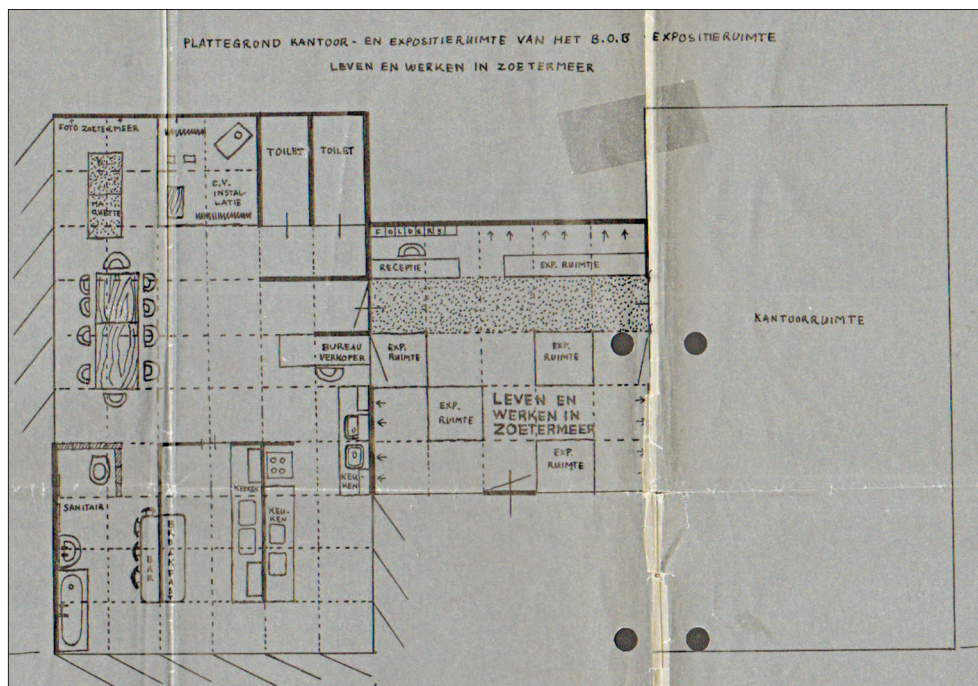 PLATTEGROND KANTOOR- EN EXPOSITIERUIMTE VAN HET B.O.B EXPOSITIERUIMTE
LEVEN EN WERKEN IN ZOETERMEER
FOTO ZOETERMEER
MA
QUETTE
C.V.
INSTAL-
LATIE
TOILET
TOILET
FOLDERS
RECEPTIE
EXP. RUIMTE
KANTOORRUIMTE
BUREAU
VERKOPER
EXP.
RUIMTE
EXP.
RUIMTE
EXP.
RUIMTE
LEVEN EN
WERKEN IN
ZOETERMEER
EXP.
RUIMTE
KEU-
KEN
KEUKEN
KEU-
KEN
SANITAIR
BAR